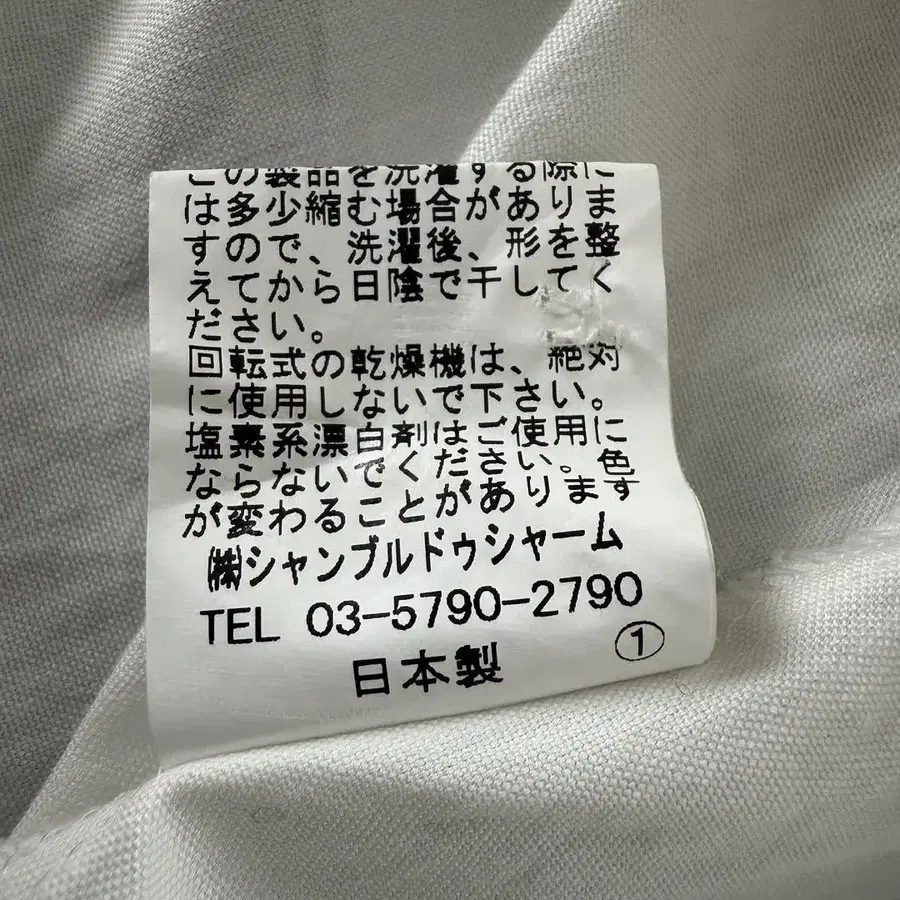 この製品を洗濯する際に
は多少縮む場合がありま
すので、洗濯後、形を整
えてから日陰で干してく
ださい。
回転式の乾燥機は、絶対
に使用しないで下さい。
塩素系漂白剤はご使用に
ならないでください。色
が変わることがあります
㈱シャンブルドゥシャーム
TEL 03-5790-2790
日本製 ①